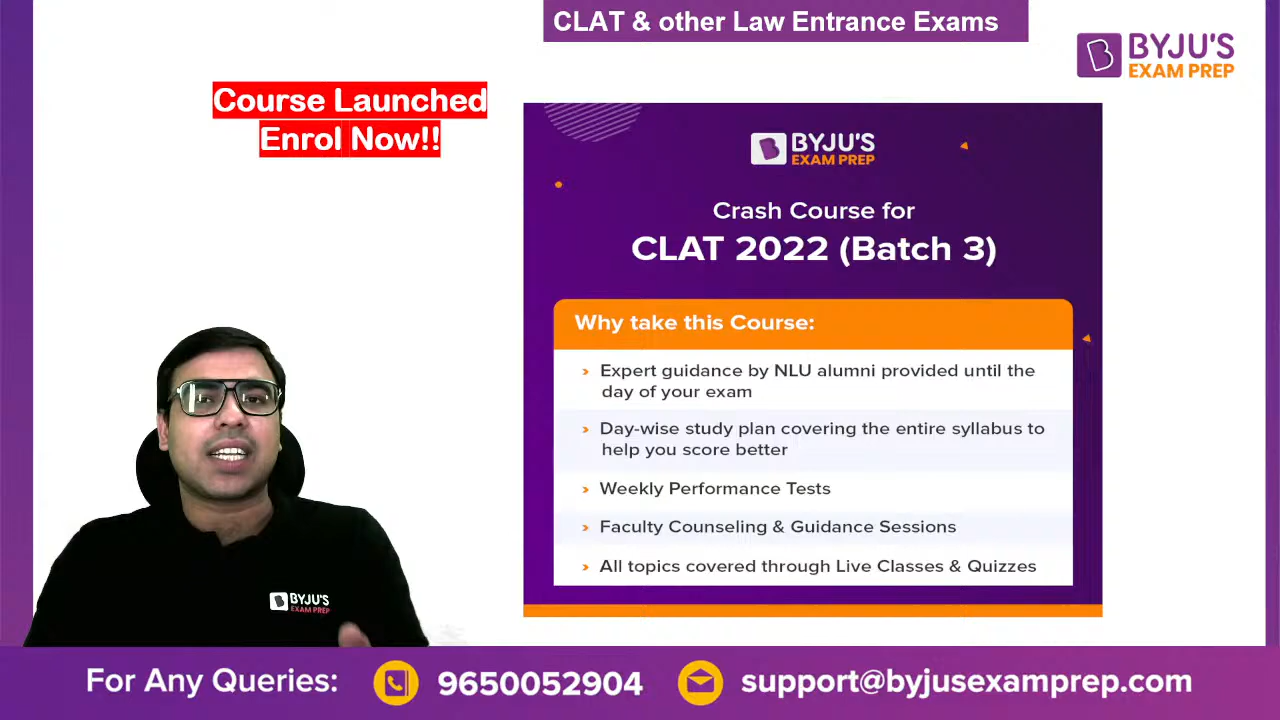 CLAT & other Law Entrance Exams
BYJU'S
EXAM PREP
Course Launched
Enrol Now!!
BYJU'S
EXAM PREP
Crash Course for
CLAT 2022 (Batch 3)
Why take this Course:
Expert guidance by NLU alumni provided until the
day of your exam
Day-wise study plan covering the entire syllabus to
help you score better
Weekly Performance Tests
Faculty Counseling & Guidance Sessions
All topics covered through Live Classes & Quizzes
BYJU'S
EXAM PREP
For Any Queries: 9650052904 support@byjusexamprep.com